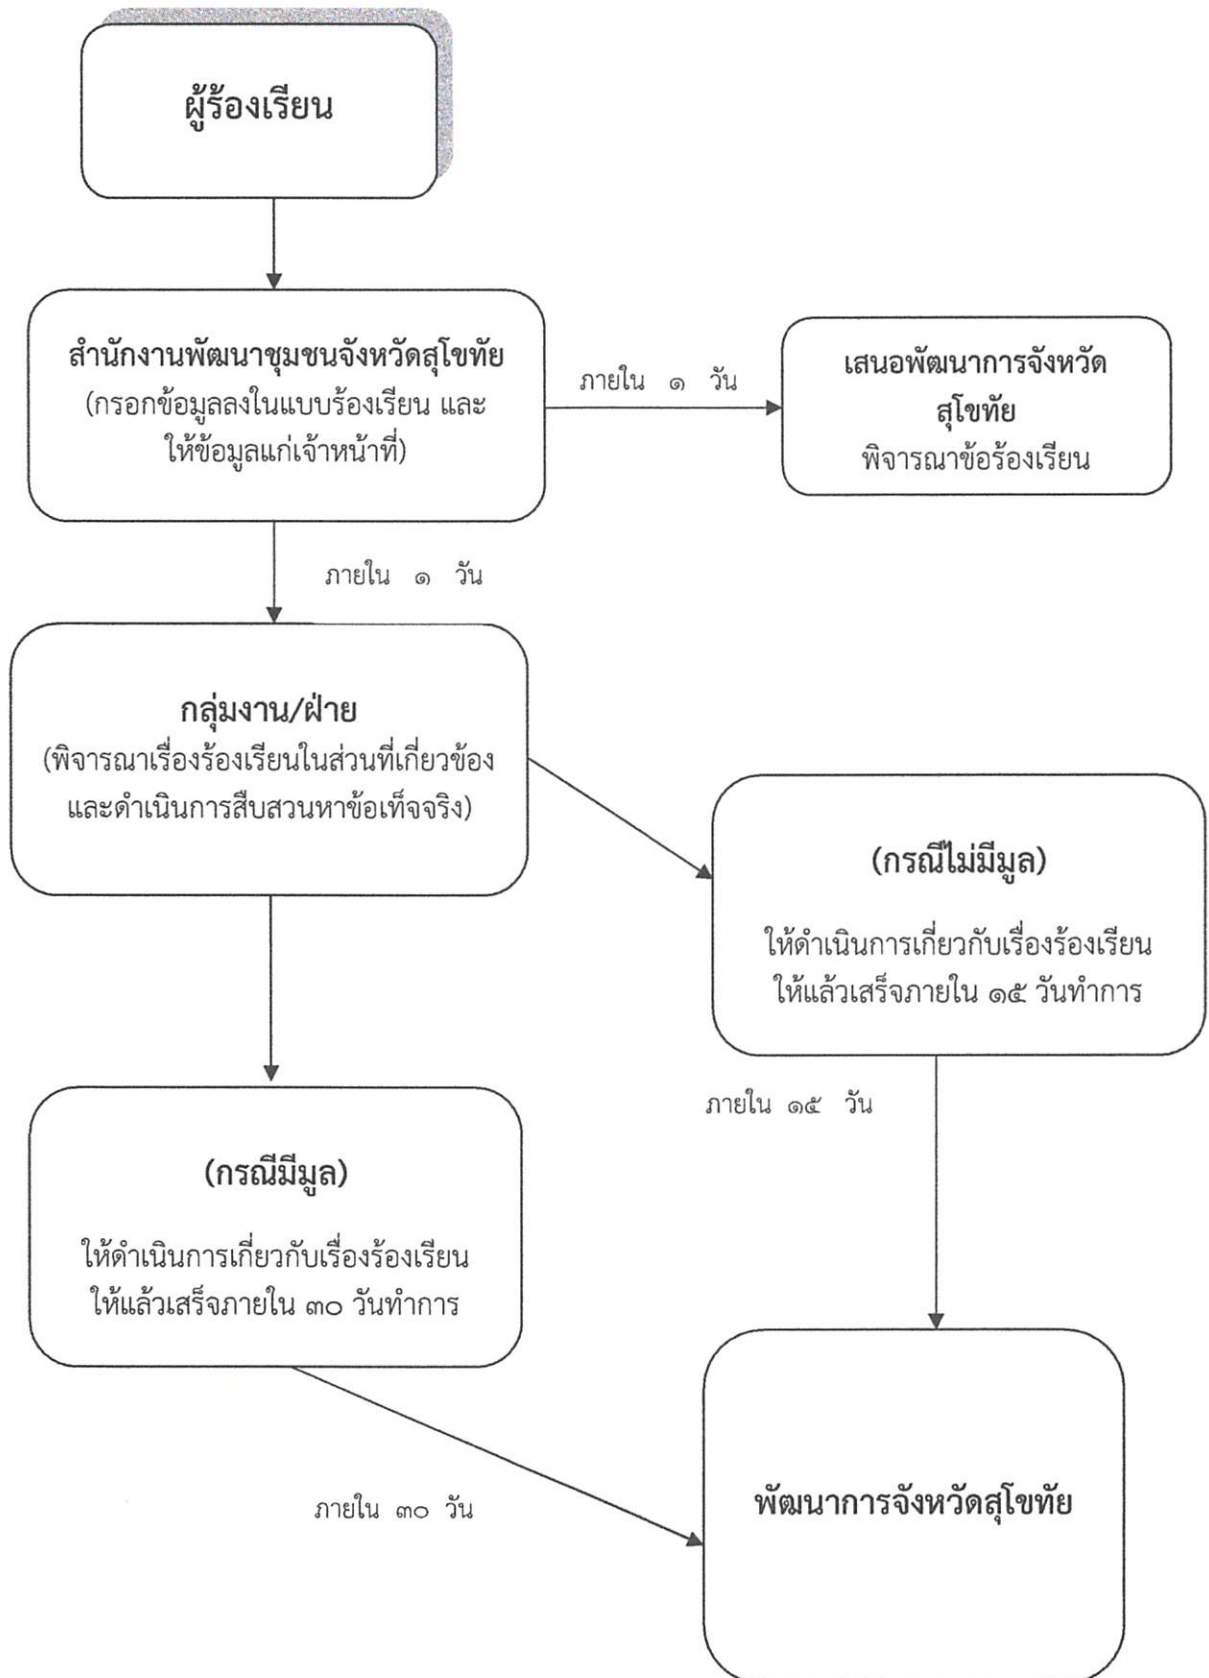 ผู้ร้องเรียน
สำนักงานพัฒนาชุมชนจังหวัดสุโขทัย
(กรอกข้อมูลลงในแบบร้องเรียน และ
ให้ข้อมูลแก่เจ้าหน้าที่)
ภายใน ๑ วัน
เสนอพัฒนาการจังหวัด
สุโขทัย
พิจารณาข้อร้องเรียน
ภายใน ๑ วัน
กลุ่มงาน/ฝ่าย
(พิจารณาเรื่องร้องเรียนในส่วนที่เกี่ยวข้อง
และดำเนินการสืบสวนหาข้อเท็จจริง)
(กรณีไม่มีมูล)
ให้ดำเนินการเกี่ยวกับเรื่องร้องเรียน
ให้แล้วเสร็จภายใน ๑๕ วันทำการ
ภายใน ๑๕ วัน
(กรณีมีมูล)
ให้ดำเนินการเกี่ยวกับเรื่องร้องเรียน
ให้แล้วเสร็จภายใน ๓๐ วันทำการ
ภายใน ๓๐ วัน
พัฒนาการจังหวัดสุโขทัย